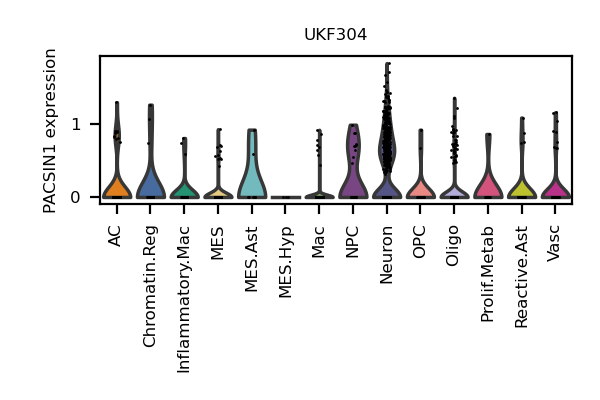 UKF304
PACSIN1 expression
1
0
AC
Chromatin.Reg
Inflammatory.Mac
MES
MES.Ast
MES.Hyp
Mac
NPC
Neuron
OPC
Oligo
Prolif.Metab
Reactive.Ast
Vasc